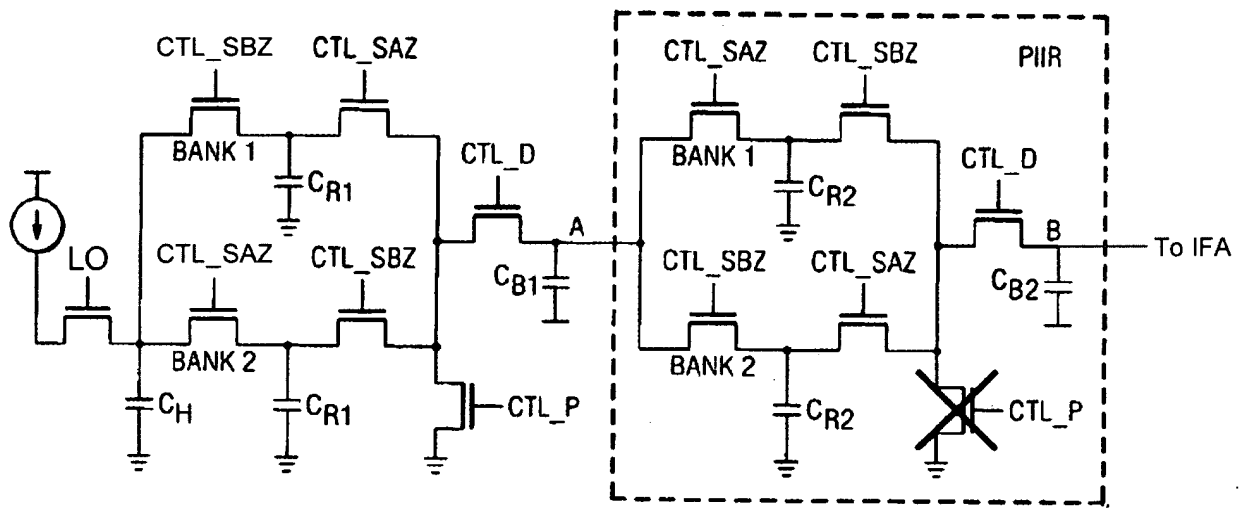 CTL_SBZ CTL_SAZ CTL_SAZ CTL_SBZ PIIR
BANK 1 CTL_D BANK 1 CTL_D
CR1 CR2
A B
To IFA
LO CTL_SAZ CTL_SBZ CB1 CTL_SBZ CTL_SAZ CB2
BANK 2 BANK 2
CH CR1 CTL_P CR2 CTL_P